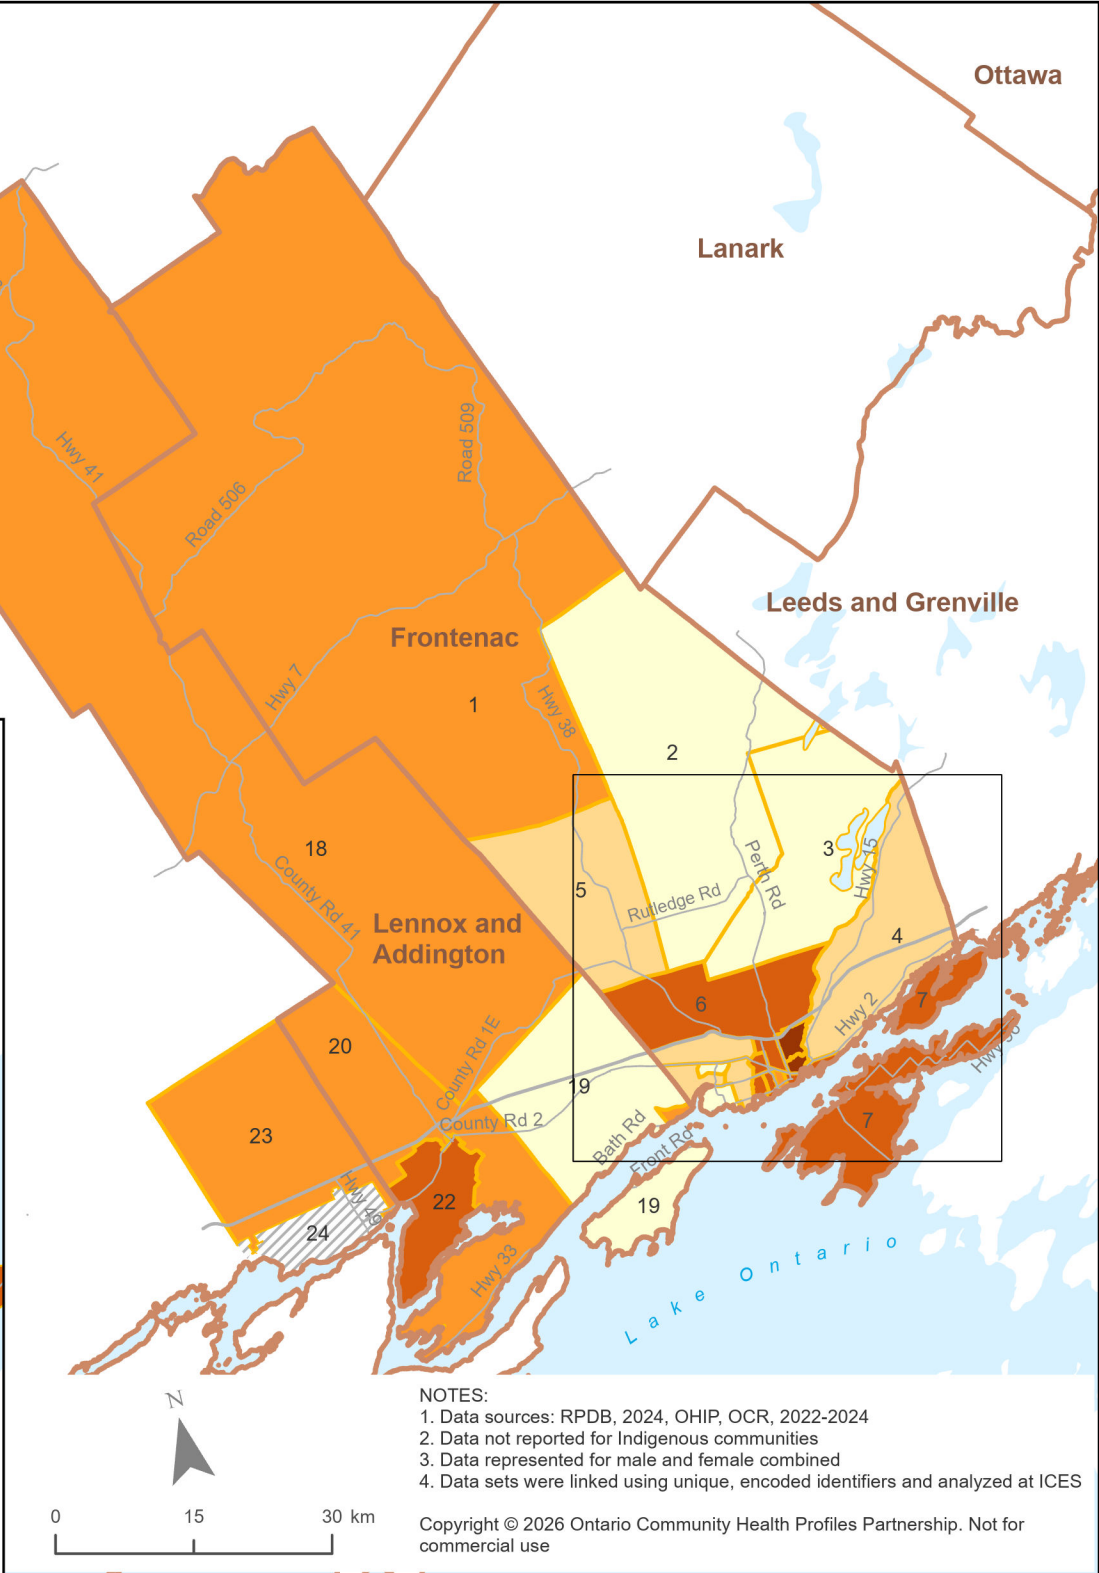 Ottawa
Lanark
Leeds and Grenville
Frontenac
Lennox and
Addington
Hwy 41
Road 506
Road 509
Hwy 7
Hwy 38
1
2
3
Hwy 15
18
County Rd 41
5
Rutledge Rd
Perth Rd
4
6
7
Hwy 2
20
County Rd 1E
19
County Rd 2
Bath Rd
Front Rd
7
23
Hwy 49
22
24
19
Hwy 33
Lake Ontario
N
0 15 30 km
NOTES:
1. Data sources: RPDB, 2024, OHIP, OCR, 2022-2024
2. Data not reported for Indigenous communities
3. Data represented for male and female combined
4. Data sets were linked using unique, encoded identifiers and analyzed at ICES
Copyright © 2026 Ontario Community Health Profiles Partnership. Not for
commercial use